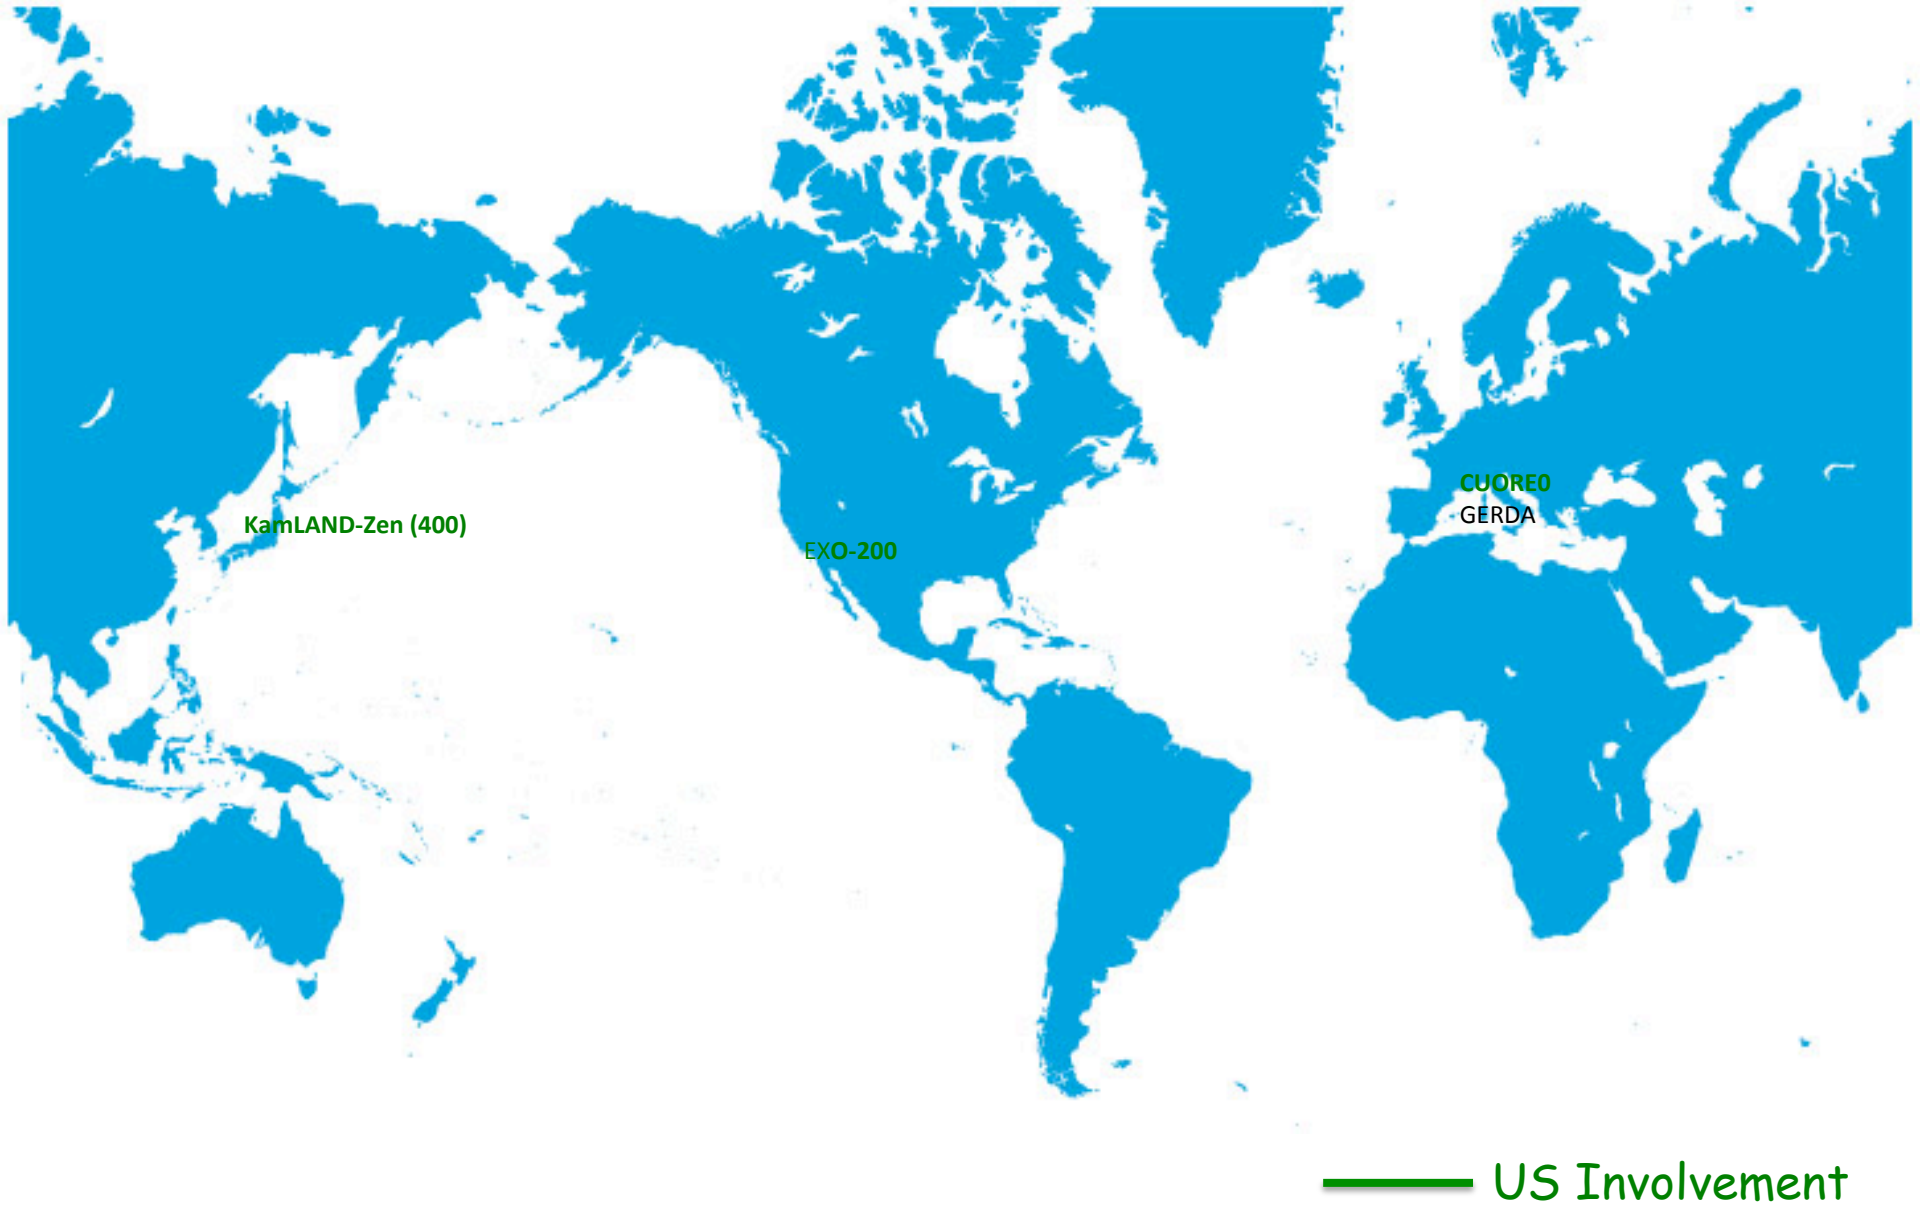 CUORE0
GERDA
KamLAND-Zen (400)
EXO-200
US Involvement